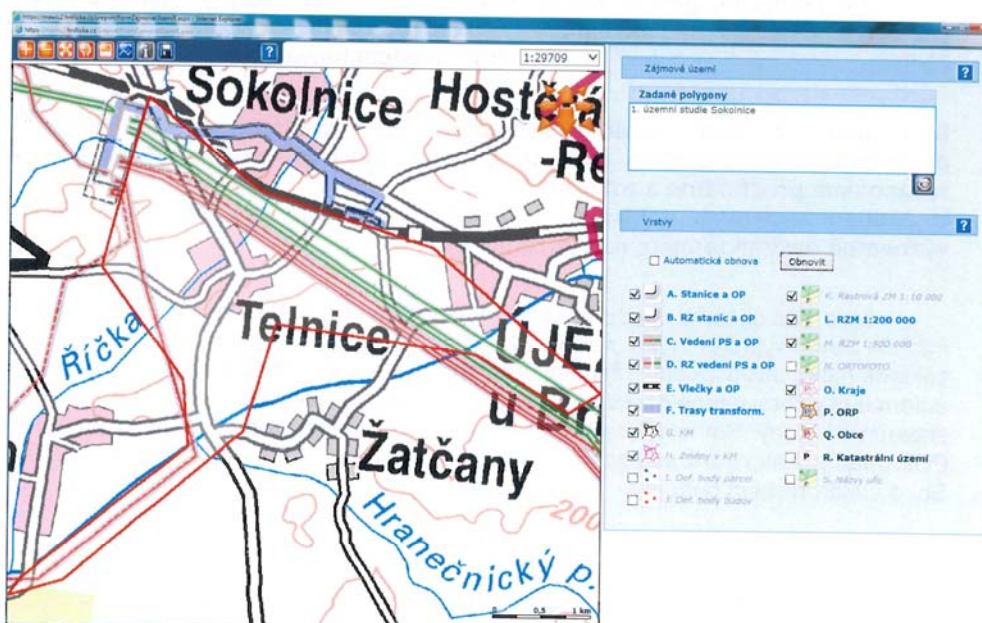 1:29709
Sokolnice
Hostěrá
-Re
Telnice
ÚJEZ
u Br
Říčka
Žatčany
Hranečnický p.
200
0 0,5 1 km
Zájmové území
Zadané polygony
1. územní studie Sokolnice
Vrstvy
Automatická obnova
Obnovit
A. Stanice a OP
B. RZ stanic a OP
C. Vedení PS a OP
D. RZ vedení PS a OP
E. Vlečky a OP
F. Trasy transform.
G. KM
H. Změny v KM
I. Def. body parcel
J. Def. body budov
K. Rastrová ZM 1:10 000
L. RZM 1:200 000
M. RZM 1:500 000
N. ORTOFOTO
O. Kraje
P. ORP
Q. Obce
P R. Katastrální území
S. Názvy ulic